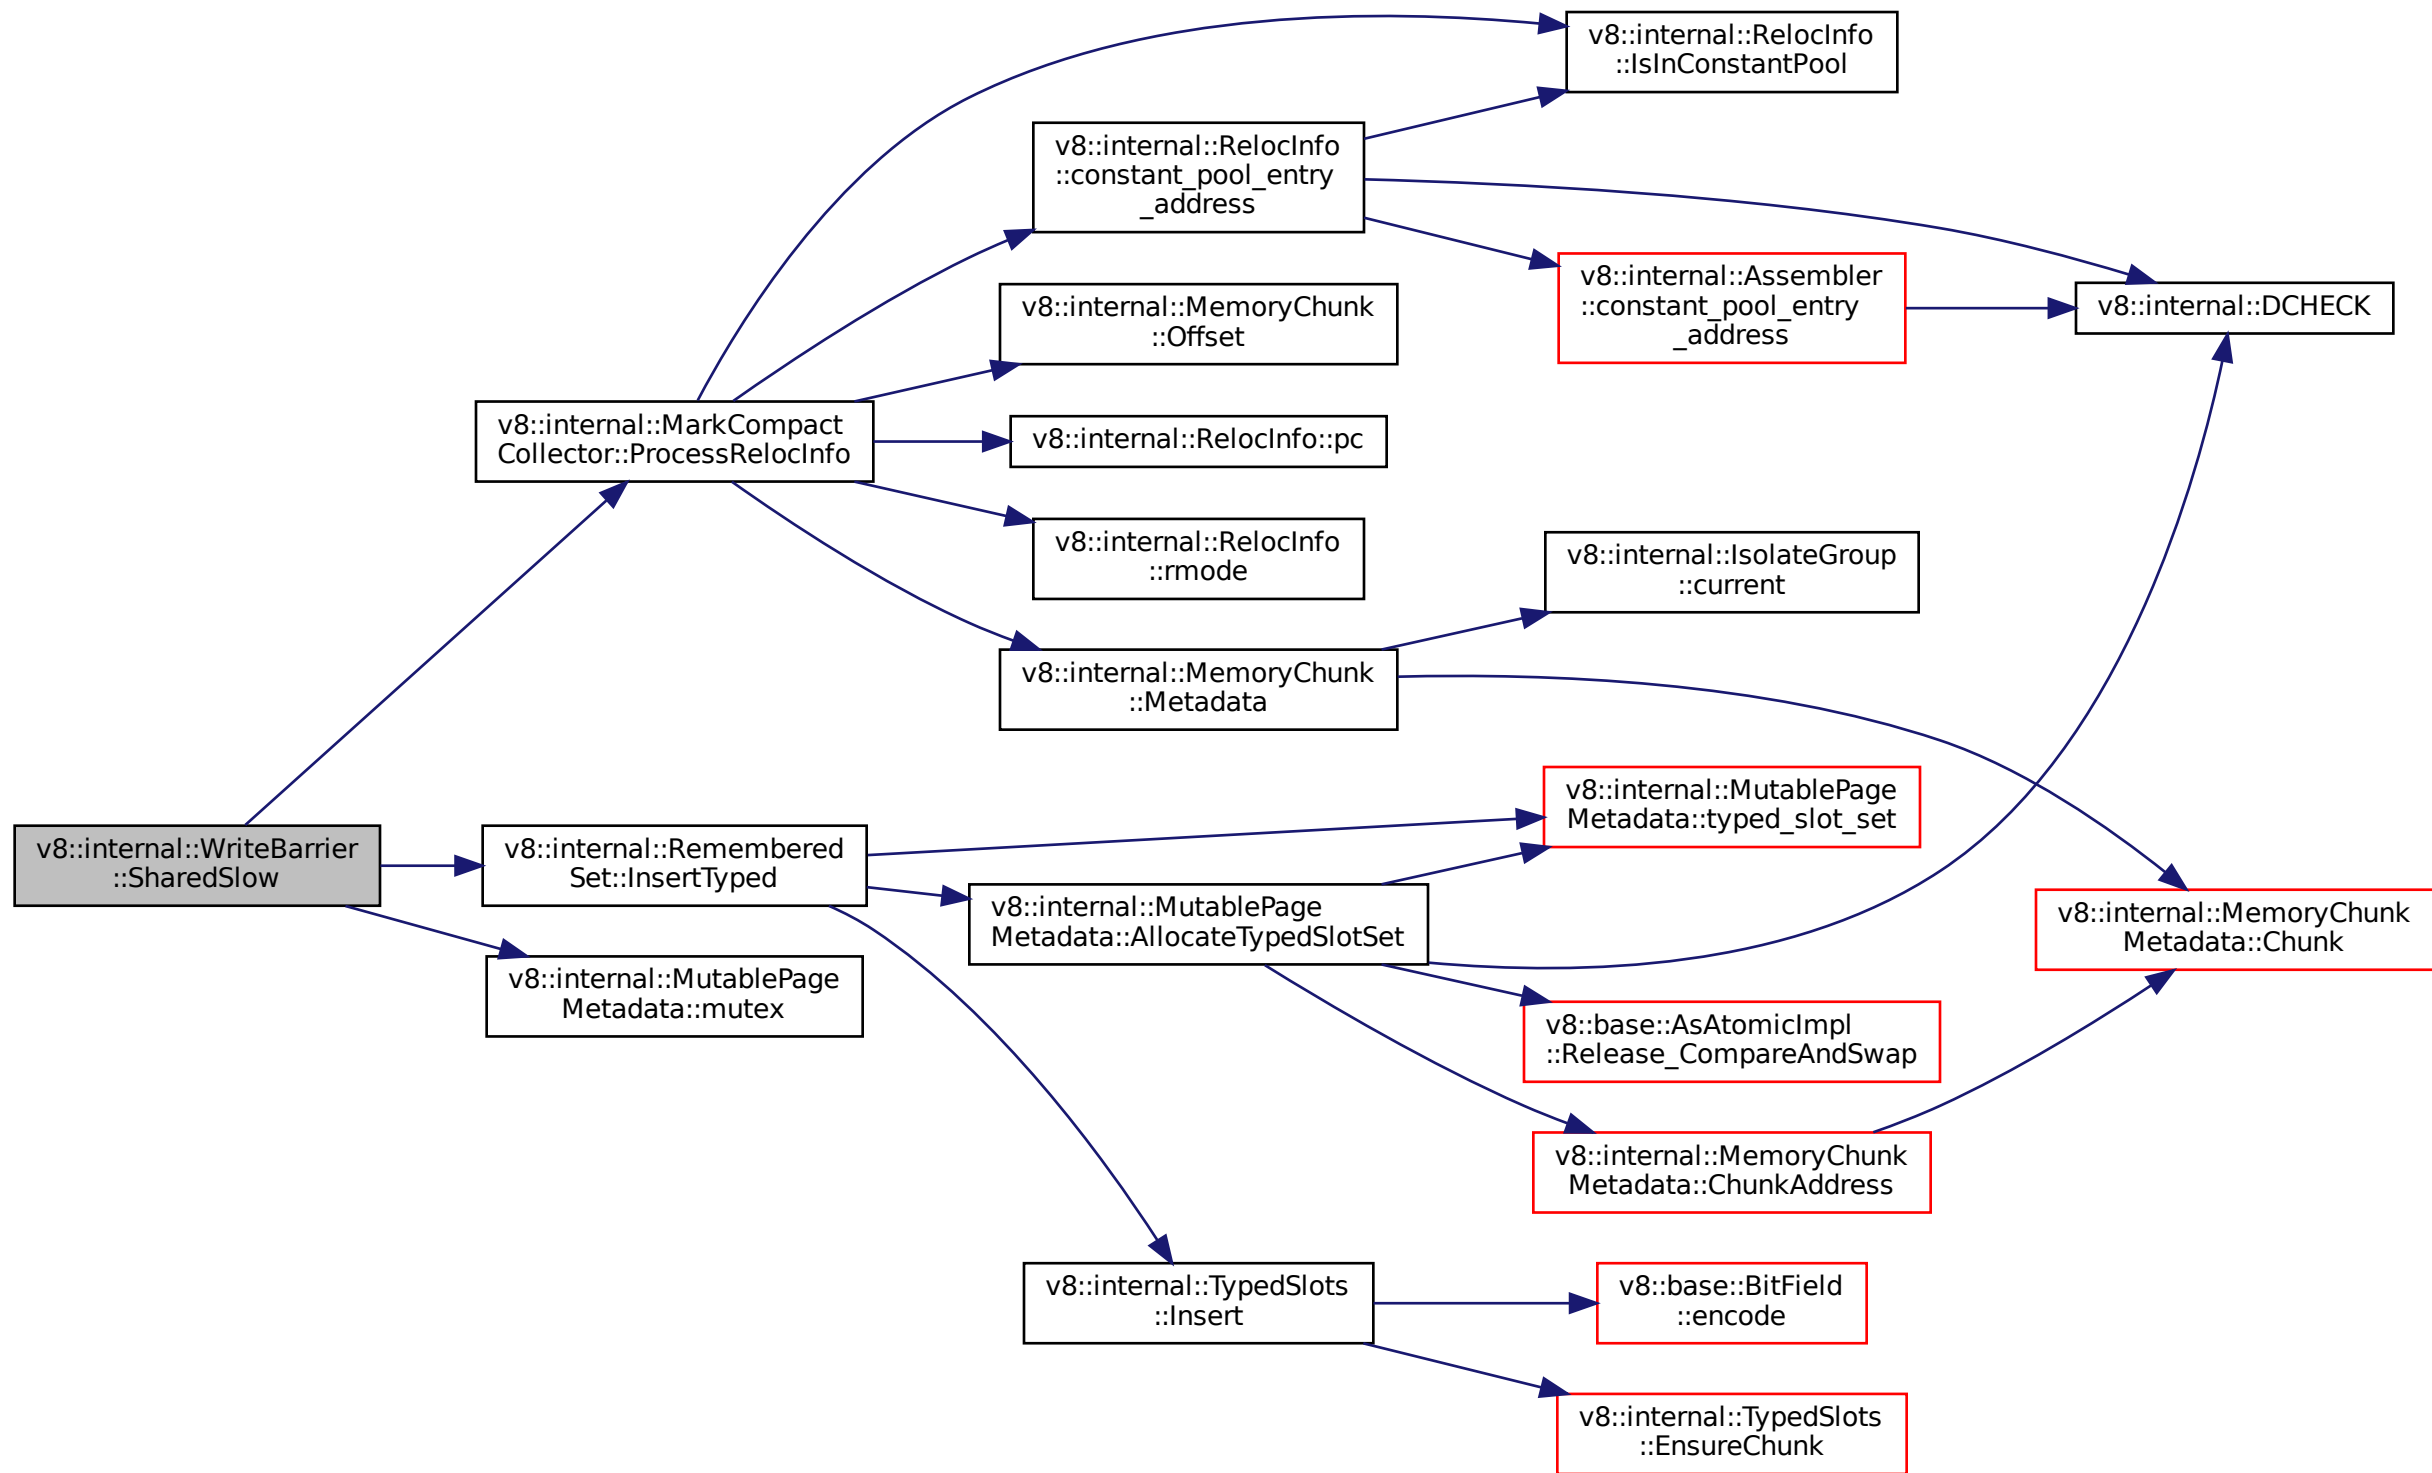 v8::internal::RelocInfo
::IsInConstantPool
v8::internal::RelocInfo
::constant_pool_entry
_address
v8::internal::Assembler
::constant_pool_entry
_address
v8::internal::MemoryChunk
::Offset
v8::internal::DCHECK
v8::internal::MarkCompact
Collector::ProcessRelocInfo
v8::internal::RelocInfo::pc
v8::internal::RelocInfo
::rmode
v8::internal::IsolateGroup
::current
v8::internal::MemoryChunk
::Metadata
v8::internal::MutablePage
Metadata::typed_slot_set
v8::internal::WriteBarrier
::SharedSlow
v8::internal::Remembered
Set::InsertTyped
v8::internal::MutablePage
Metadata::AllocateTypedSlotSet
v8::internal::MemoryChunk
Metadata::Chunk
v8::internal::MutablePage
Metadata::mutex
v8::base::AsAtomicImpl
::Release_CompareAndSwap
v8::internal::MemoryChunk
Metadata::ChunkAddress
v8::internal::TypedSlots
::Insert
v8::base::BitField
::encode
v8::internal::TypedSlots
::EnsureChunk